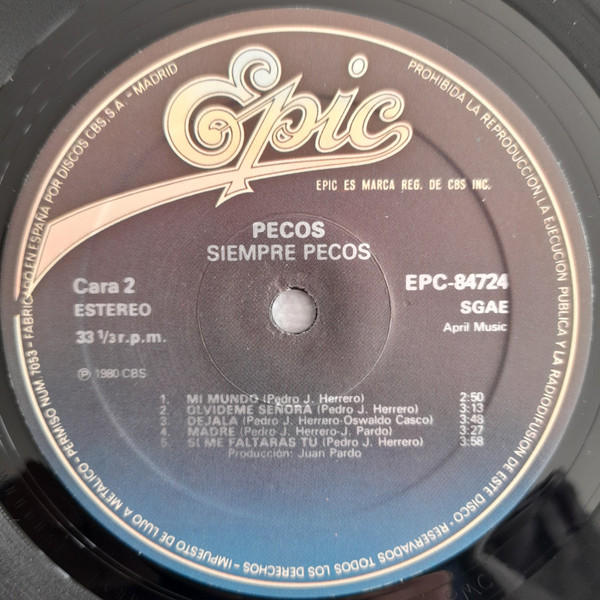 Epic
EPIC ES MARCA REG. DE CBS INC.
PECOS
SIEMPRE PECOS
Cara 2
ESTEREO
33 1/3 r.p.m.
℗ 1980 CBS
EPC-84724
SGAE
April Music
1. MI MUNDO (Pedro J. Herrero) 2:50
2. OLVIDEME SEÑORA (Pedro J. Herrero) 3:13
3. DEJALA (Pedro J. Herrero-Oswaldo Casco) 3:48
4. MADRE (Pedro J. Herrero-J. Pardo) 3:27
5. SI ME FALTARAS TU (Pedro J. Herrero) 3:58
Producción: Juan Pardo
PROHIBIDA LA REPRODUCCION, LA EJECUCION PUBLICA Y LA RADIODIFUSION DE ESTE DISCO · RESERVADOS TODOS LOS DERECHOS · IMPUESTO DE LUJO A METALICO · PERMISO NUM. 7053 · FABRICADO EN ESPAÑA POR DISCOS CBS, S.A. - MADRID